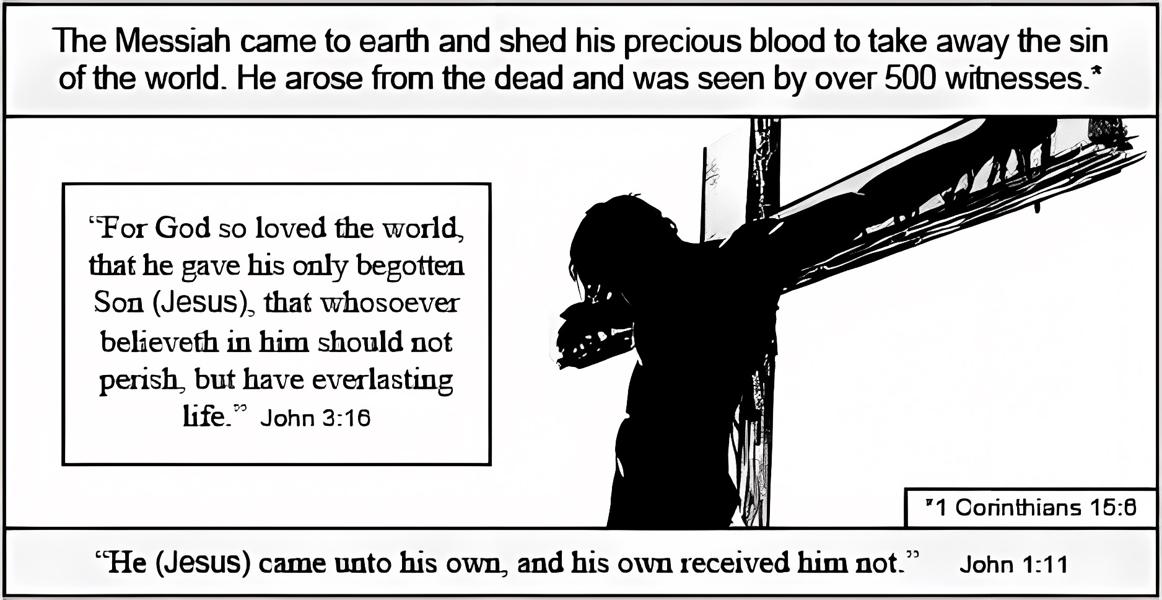 The Messiah came to earth and shed his precious blood to take away the sin
of the world. He arose from the dead and was seen by over 500 witnesses.*
“For God so loved the world,
that he gave his only begotten
Son (Jesus), that whosoever
believeth in him should not
perish, but have everlasting
life.” John 3:16
*1 Corinthians 15:6
“He (Jesus) came unto his own, and his own received him not.” John 1:11